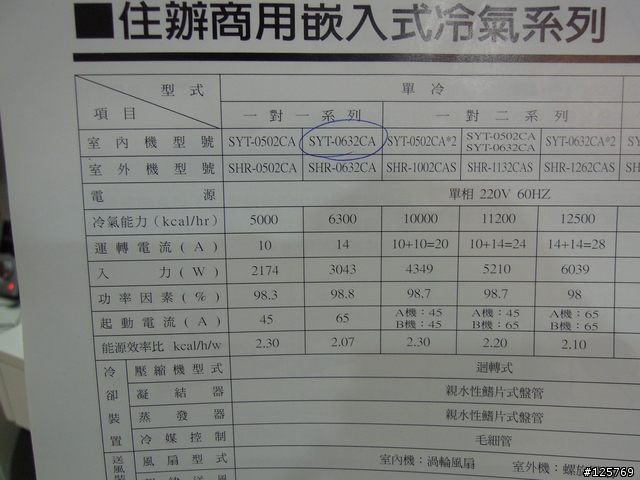 ■住辦商用嵌入式冷氣系列
型式 單冷
項目 一對一系列 一對二系列
室內機型號 SYT-0502CA SYT-0632CA SYT-0502CA*2 SYT-0502CA SYT-0632CA SYT-0632CA*2
室外機型號 SHR-0502CA SHR-0632CA SHR-1002CAS SHR-1132CAS SHR-1262CAS
電源 單相 220V 60HZ
冷氣能力(kcal/hr) 5000 6300 10000 11200 12500
運轉電流(A) 10 14 10+10=20 10+14=24 14+14=28
入力(W) 2174 3043 4349 5210 6039
功率因素(%) 98.3 98.8 98.7 98.7 98
起動電流(A) 45 65 A機:45 B機:45 A機:45 B機:65 A機:65 B機:65
能源效率比 kcal/h/w 2.30 2.07 2.30 2.20 2.10
冷卻裝置 壓縮機型式 迴轉式
凝結器 親水性鰭片式盤管
蒸發器 親水性鰭片式盤管
冷媒控制 毛細管
送風裝 風扇型式 室內機:渦輪風扇 室外機:螺旋
#125769